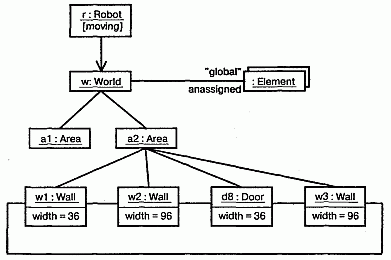 r : Robot
[moving]
w: World
"global"
anassigned
: Element
a1 : Area
a2 : Area
w1 : Wall
width = 36
w2 : Wall
width = 96
d8 : Door
width = 36
w3 : Wall
width = 96